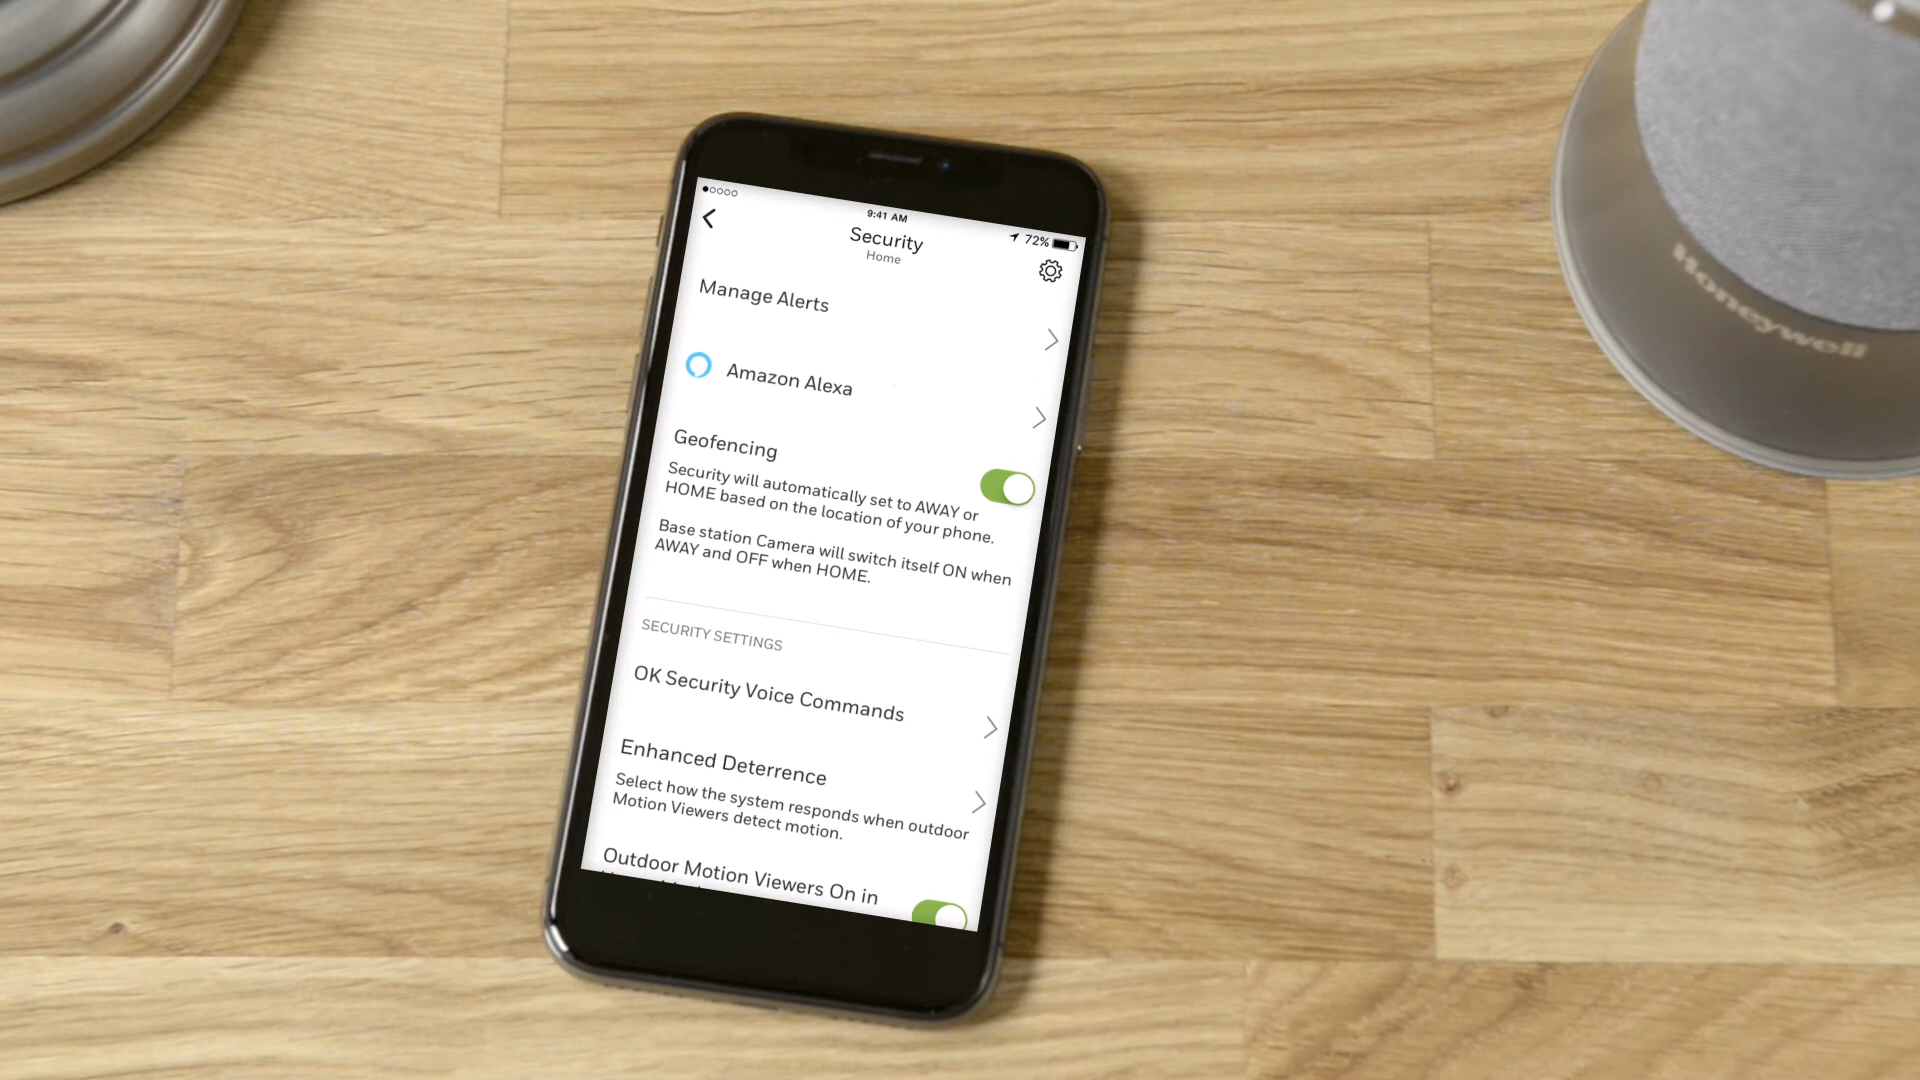 9:41 AM
72%
Security
Home
Manage Alerts
Amazon Alexa
Geofencing
Security will automatically set to AWAY or
HOME based on the location of your phone.
Base station Camera will switch itself ON when
AWAY and OFF when HOME.
SECURITY SETTINGS
OK Security Voice Commands
Enhanced Deterrence
Select how the system responds when outdoor
Motion Viewers detect motion.
Outdoor Motion Viewers On in
Honeywell